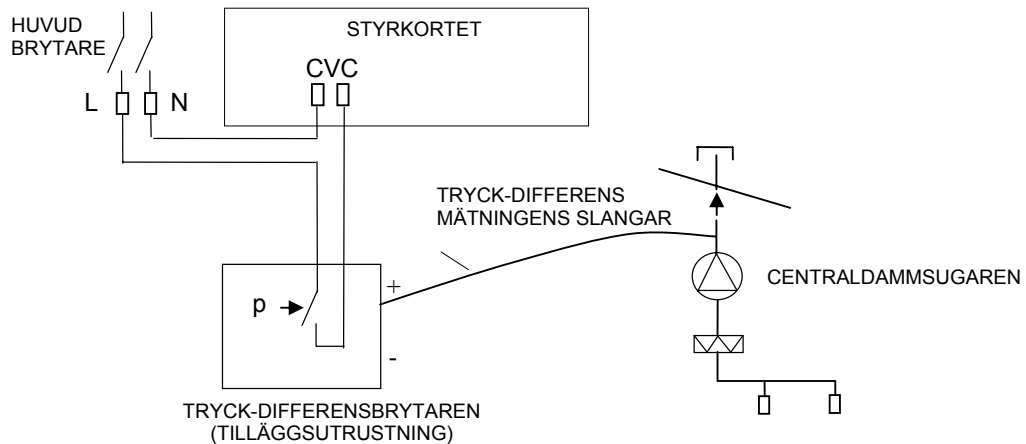 HUVUD
BRYTARE
STYRKORTET
CVC
L N
TRYCK-DIFFERENS
MÄTNINGENS SLANGAR
CENTRALDAMMSUGAREN
+
p
-
TRYCK-DIFFERENSBRYTAREN
(TILLÄGGSUTRUSTNING)